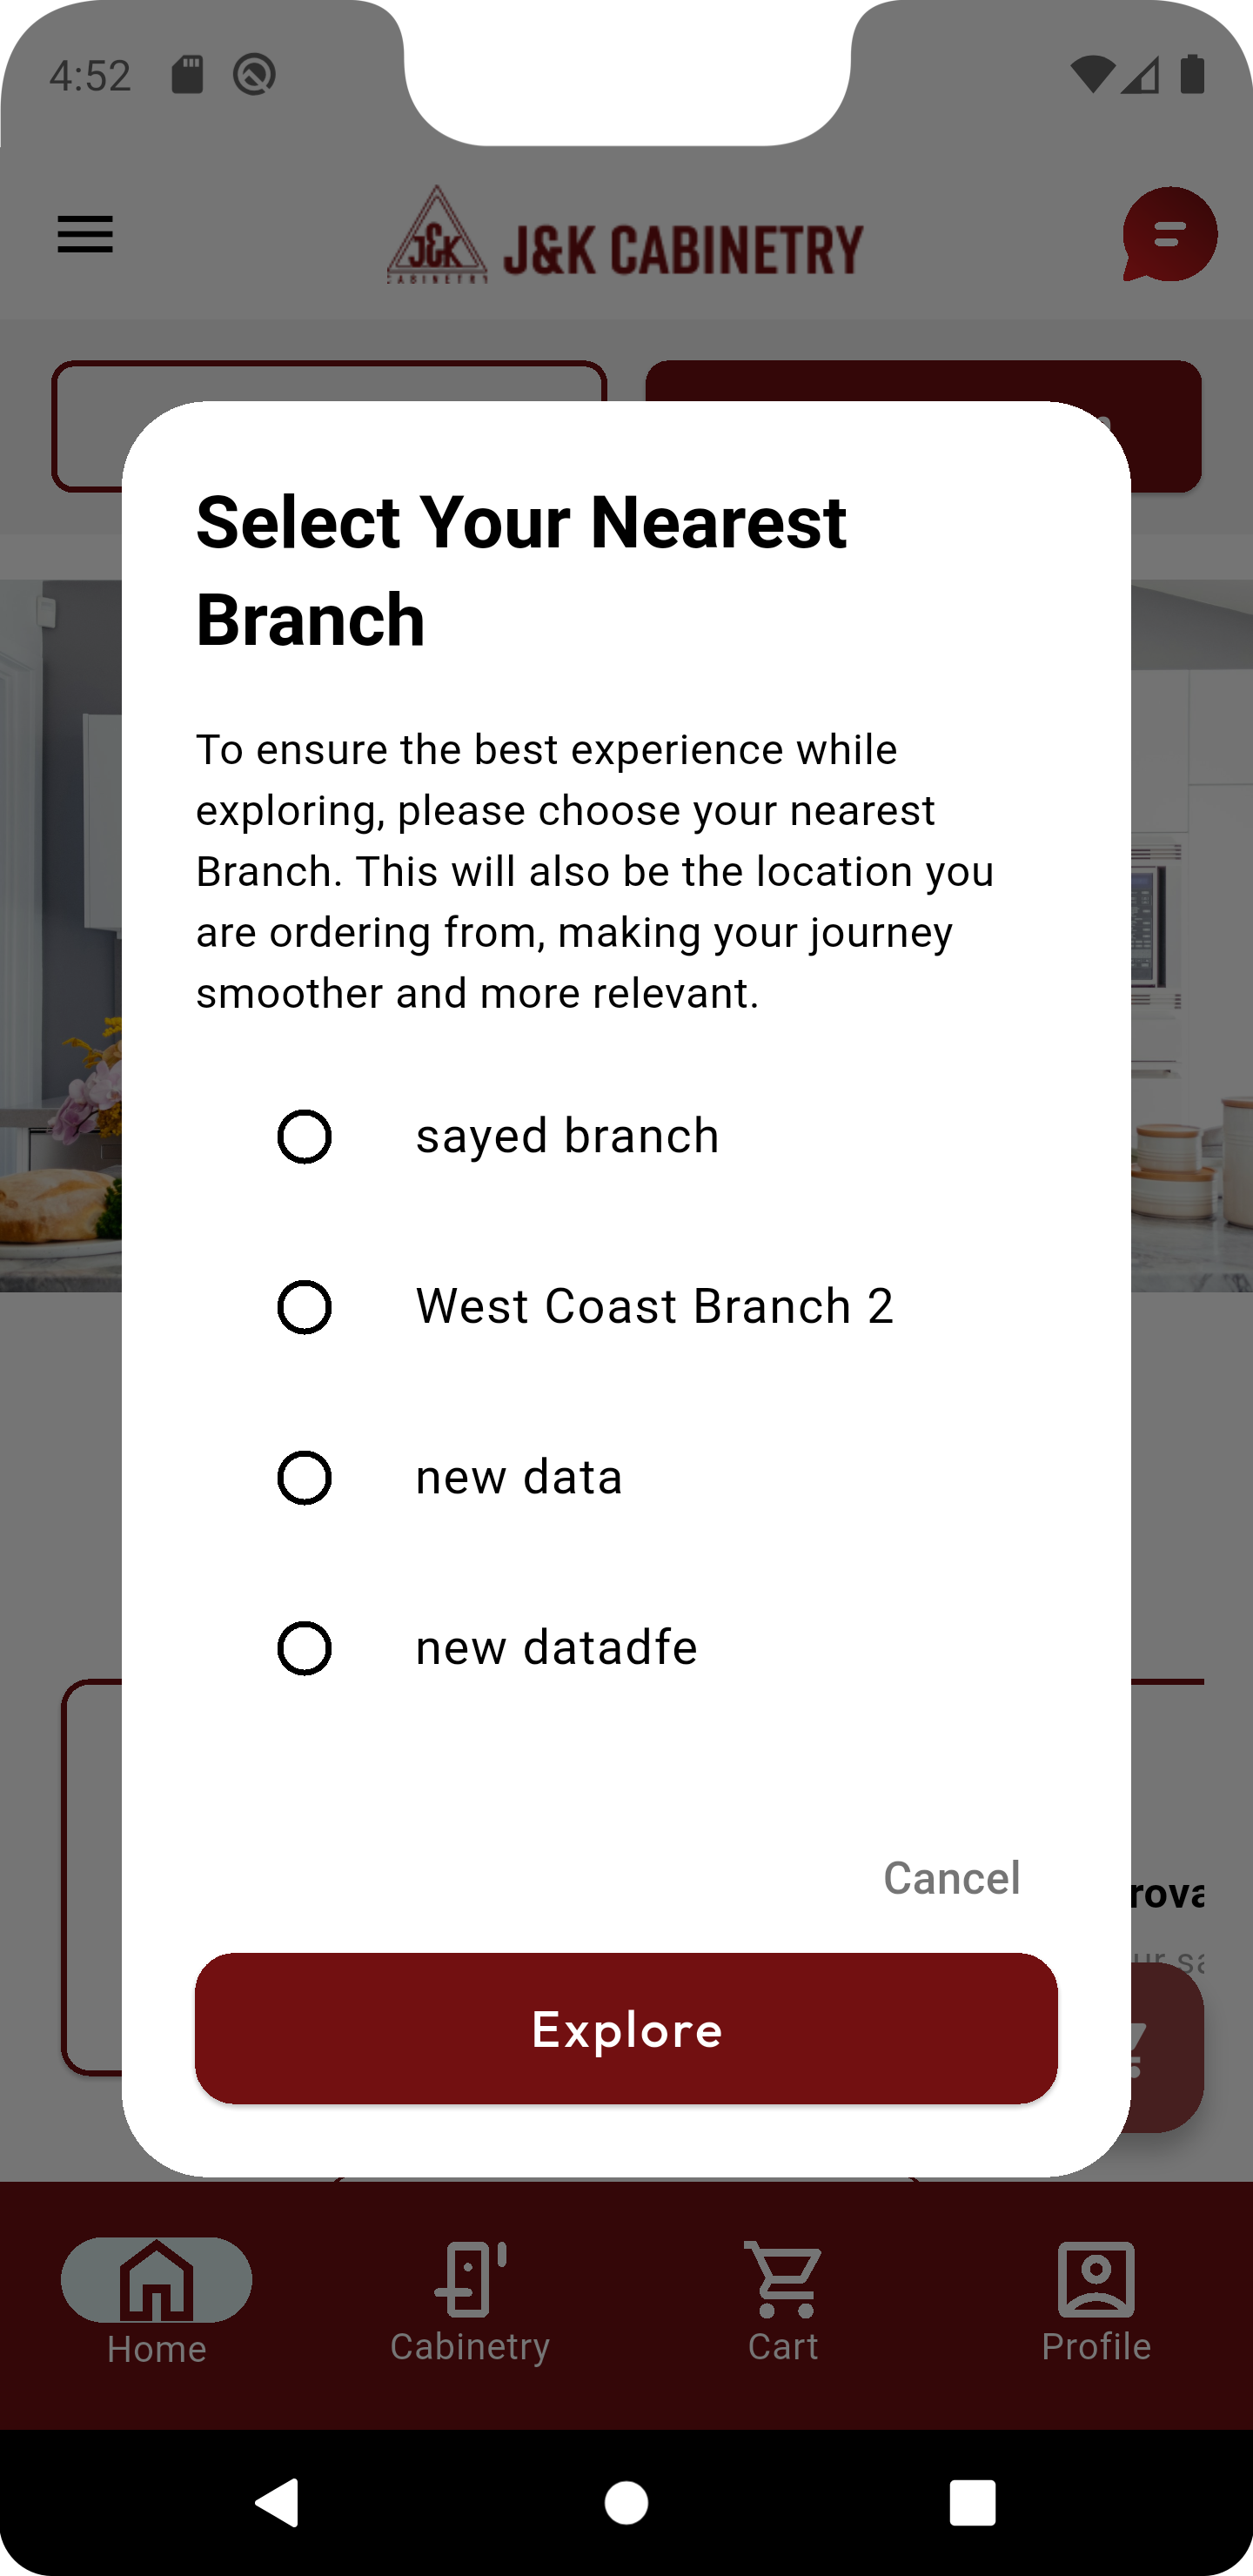 4:52
J&K
CABINETRY
J&K CABINETRY
Select Your Nearest
Branch
To ensure the best experience while
exploring, please choose your nearest
Branch. This will also be the location you
are ordering from, making your journey
smoother and more relevant.
sayed branch
West Coast Branch 2
new data
new datadfe
Cancel
Explore
Home
Cabinetry
Cart
Profile